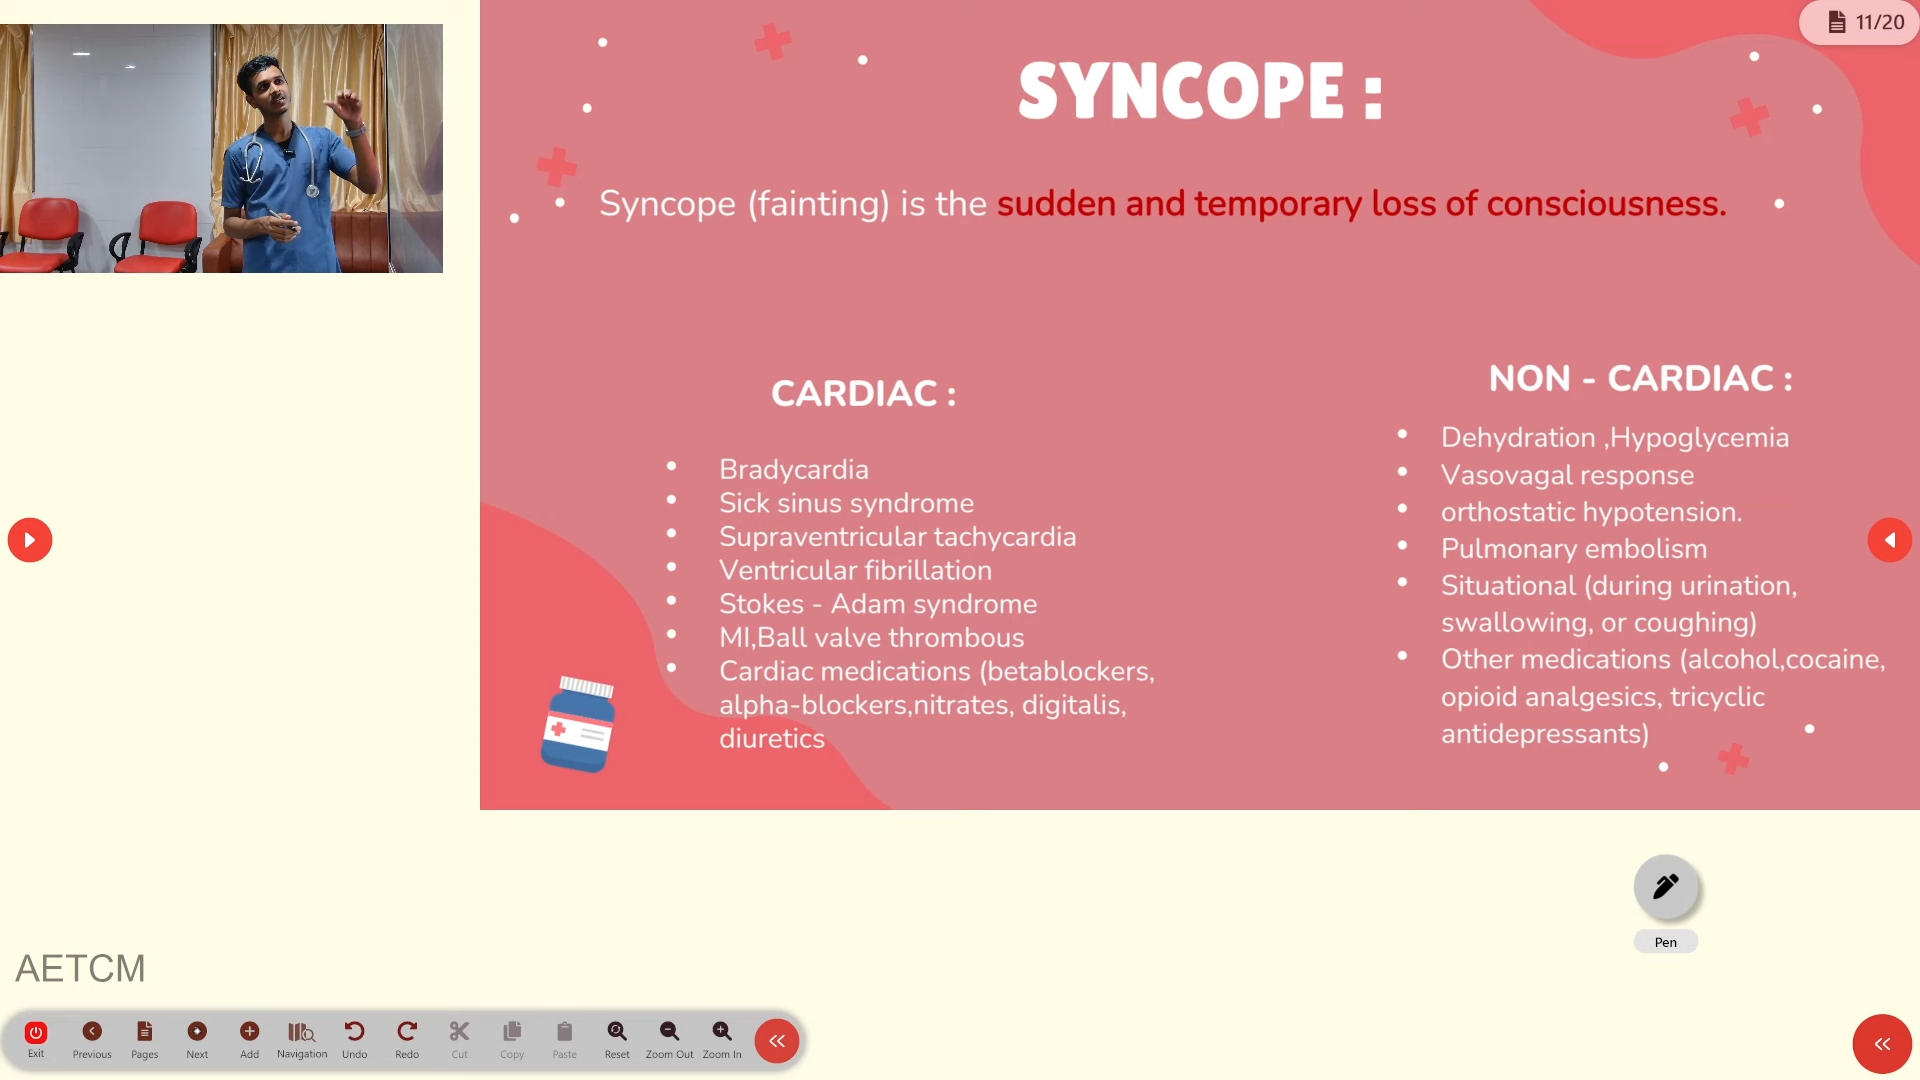 11/20
SYNCOPE :
• Syncope (fainting) is the sudden and temporary loss of consciousness.
CARDIAC :
• Bradycardia
• Sick sinus syndrome
• Supraventricular tachycardia
• Ventricular fibrillation
• Stokes - Adam syndrome
• MI,Ball valve thrombous
• Cardiac medications (betablockers,
alpha-blockers,nitrates, digitalis,
diuretics
NON - CARDIAC :
• Dehydration ,Hypoglycemia
• Vasovagal response
• orthostatic hypotension.
• Pulmonary embolism
• Situational (during urination,
swallowing, or coughing)
• Other medications (alcohol,cocaine,
opioid analgesics, tricyclic
antidepressants)
Pen
AETCM
Exit Previous Pages Next Add Navigation Undo Redo Cut Copy Paste Reset Zoom Out Zoom In